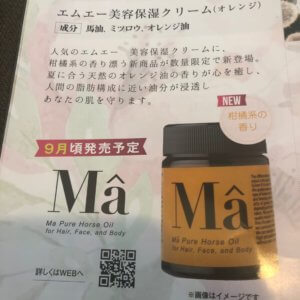 エムエー美容保湿クリーム(オレンジ)
成分 馬油、ミツロウ、オレンジ油
人気のエムエー 美容保湿クリームに、
柑橘系の香り漂う新商品が数量限定で新登場。
夏に合う天然のオレンジ油の香りが心を癒し、
人間の脂肪構成に近い油分が浸透し
あなたの肌を守ります。
NEW
柑橘系の
香り
9月頃発売予定
Mâ
Ma Pure Horse Oil
for Hair, Face, and Body
詳しくはWEBへ
Mâ
Ma Pure Horse Oil
for Hair, Face, and Body
※画像はイメージです